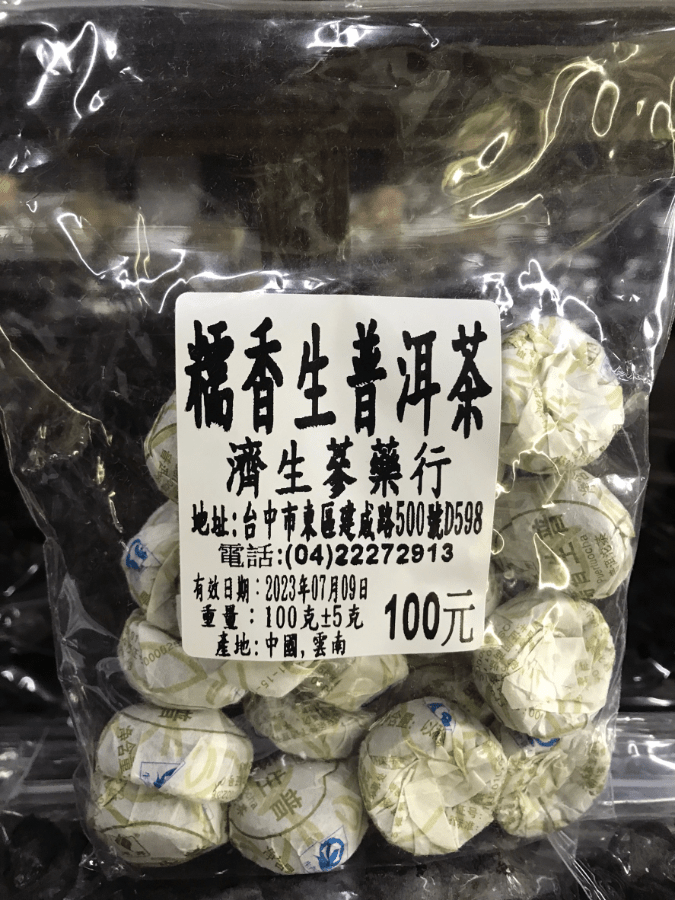 糯香生普洱茶
濟生蔘藥行
地址:台中市東區建成路500號D598
電話:(04)22272913
有效日期:2023年07月09日
重量:100克±5克
100元
產地:中國,雲南